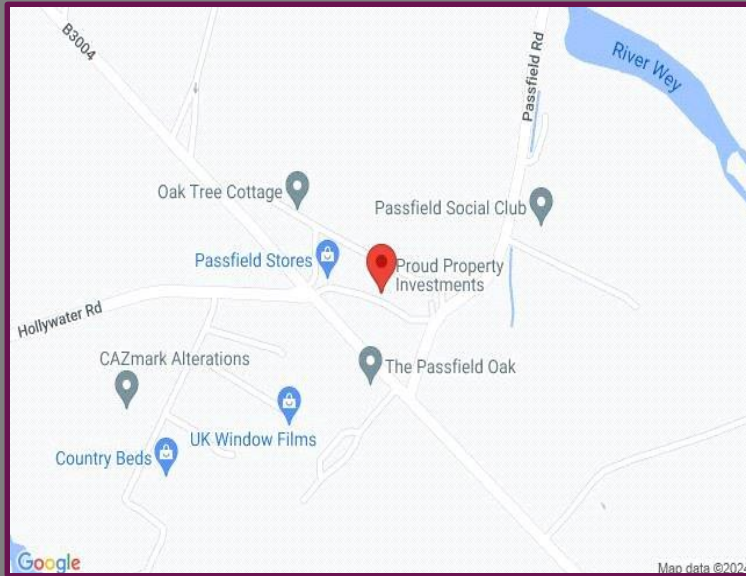 B3004
Passfield Rd
River Wey
Oak Tree Cottage
Passfield Social Club
Passfield Stores
Proud Property
Investments
Hollywater Rd
CAZmark Alterations
The Passfield Oak
UK Window Films
Country Beds
Google
Map data ©2024